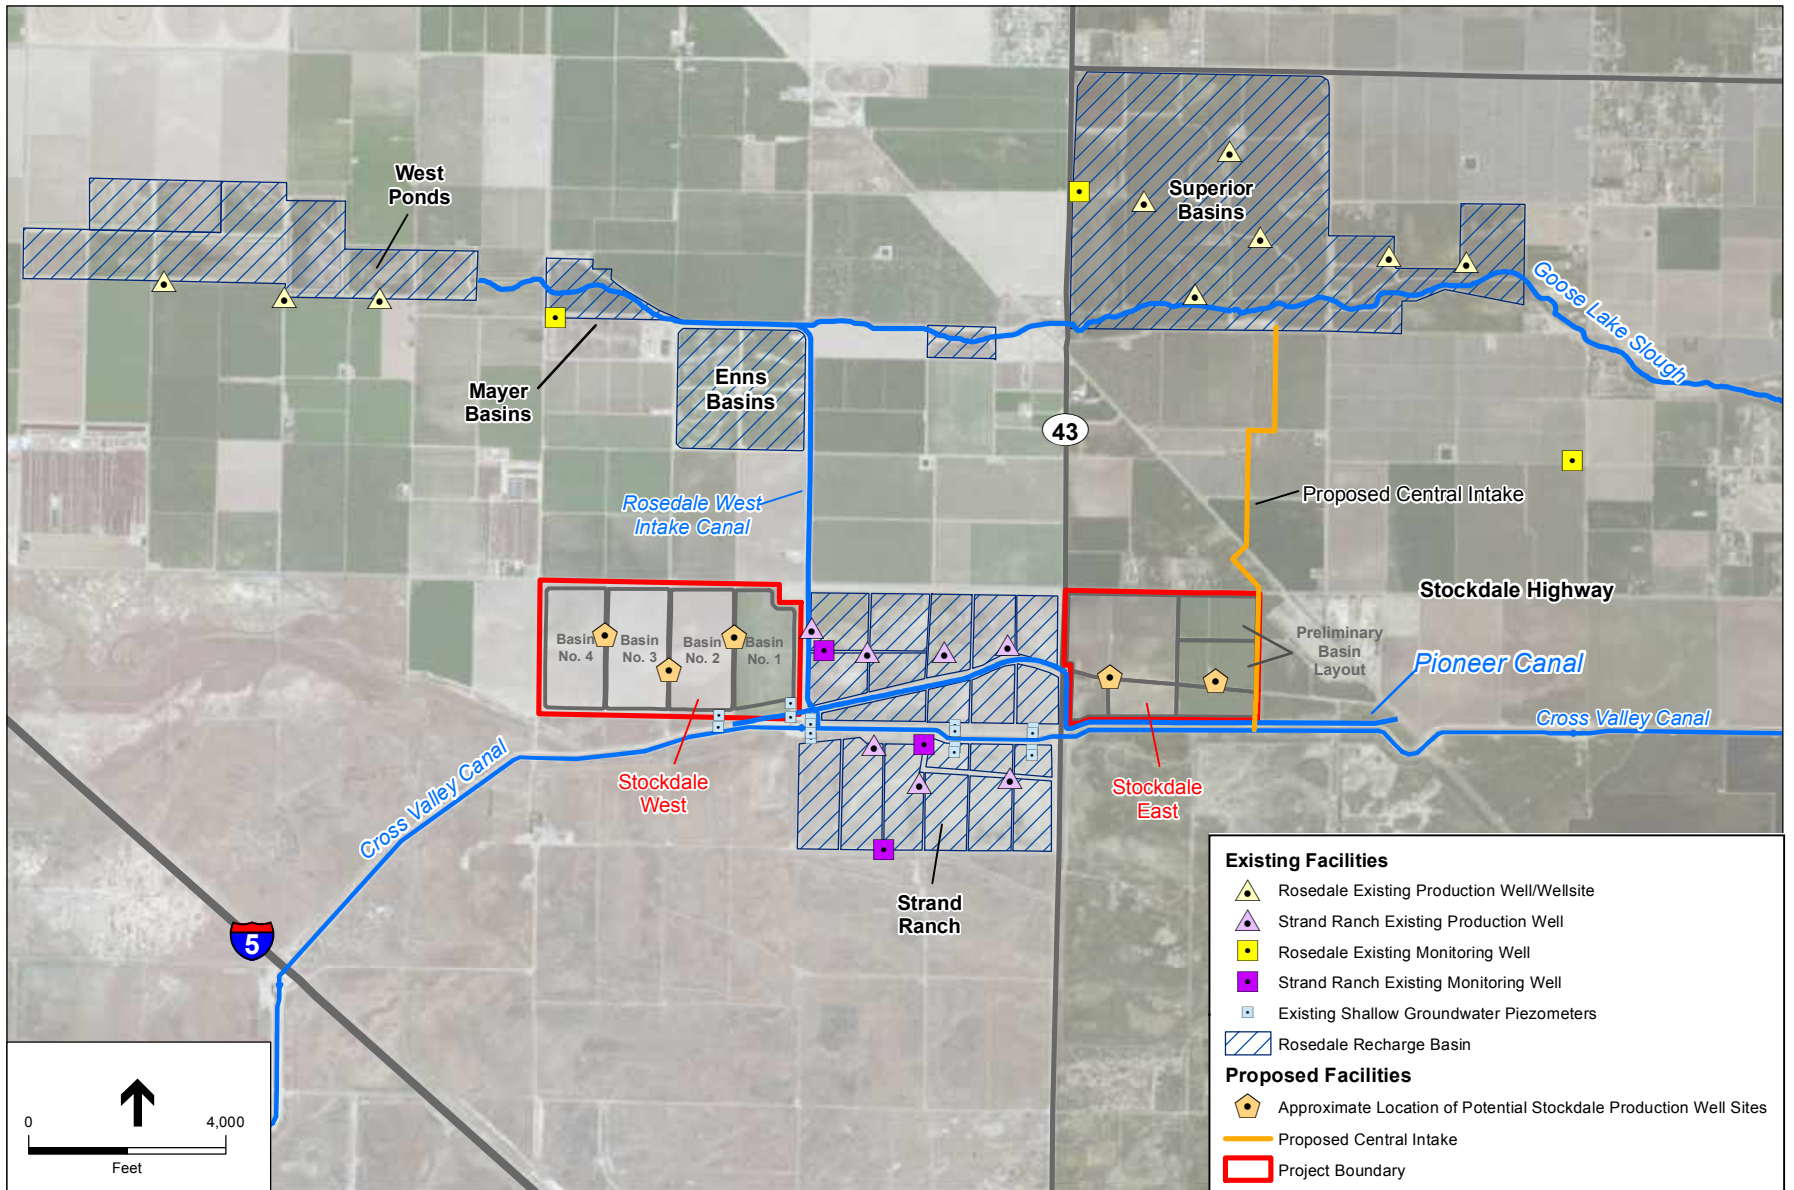 West
Ponds
Superior
Basins
Goose Lake Slough
Mayer
Basins
Enns
Basins
43
Rosedale West
Intake Canal
Proposed Central Intake
Stockdale Highway
Basin
No. 4
Basin
No. 3
Basin
No. 2
Basin
No. 1
Preliminary
Basin
Layout
Pioneer Canal
Cross Valley Canal
Cross Valley Canal
Stockdale
West
Stockdale
East
Strand
Ranch
5
Existing Facilities
Rosedale Existing Production Well/Wellsite
Strand Ranch Existing Production Well
Rosedale Existing Monitoring Well
Strand Ranch Existing Monitoring Well
Existing Shallow Groundwater Piezometers
Rosedale Recharge Basin
Proposed Facilities
Approximate Location of Potential Stockdale Production Well Sites
Proposed Central Intake
Project Boundary
0 4,000
Feet